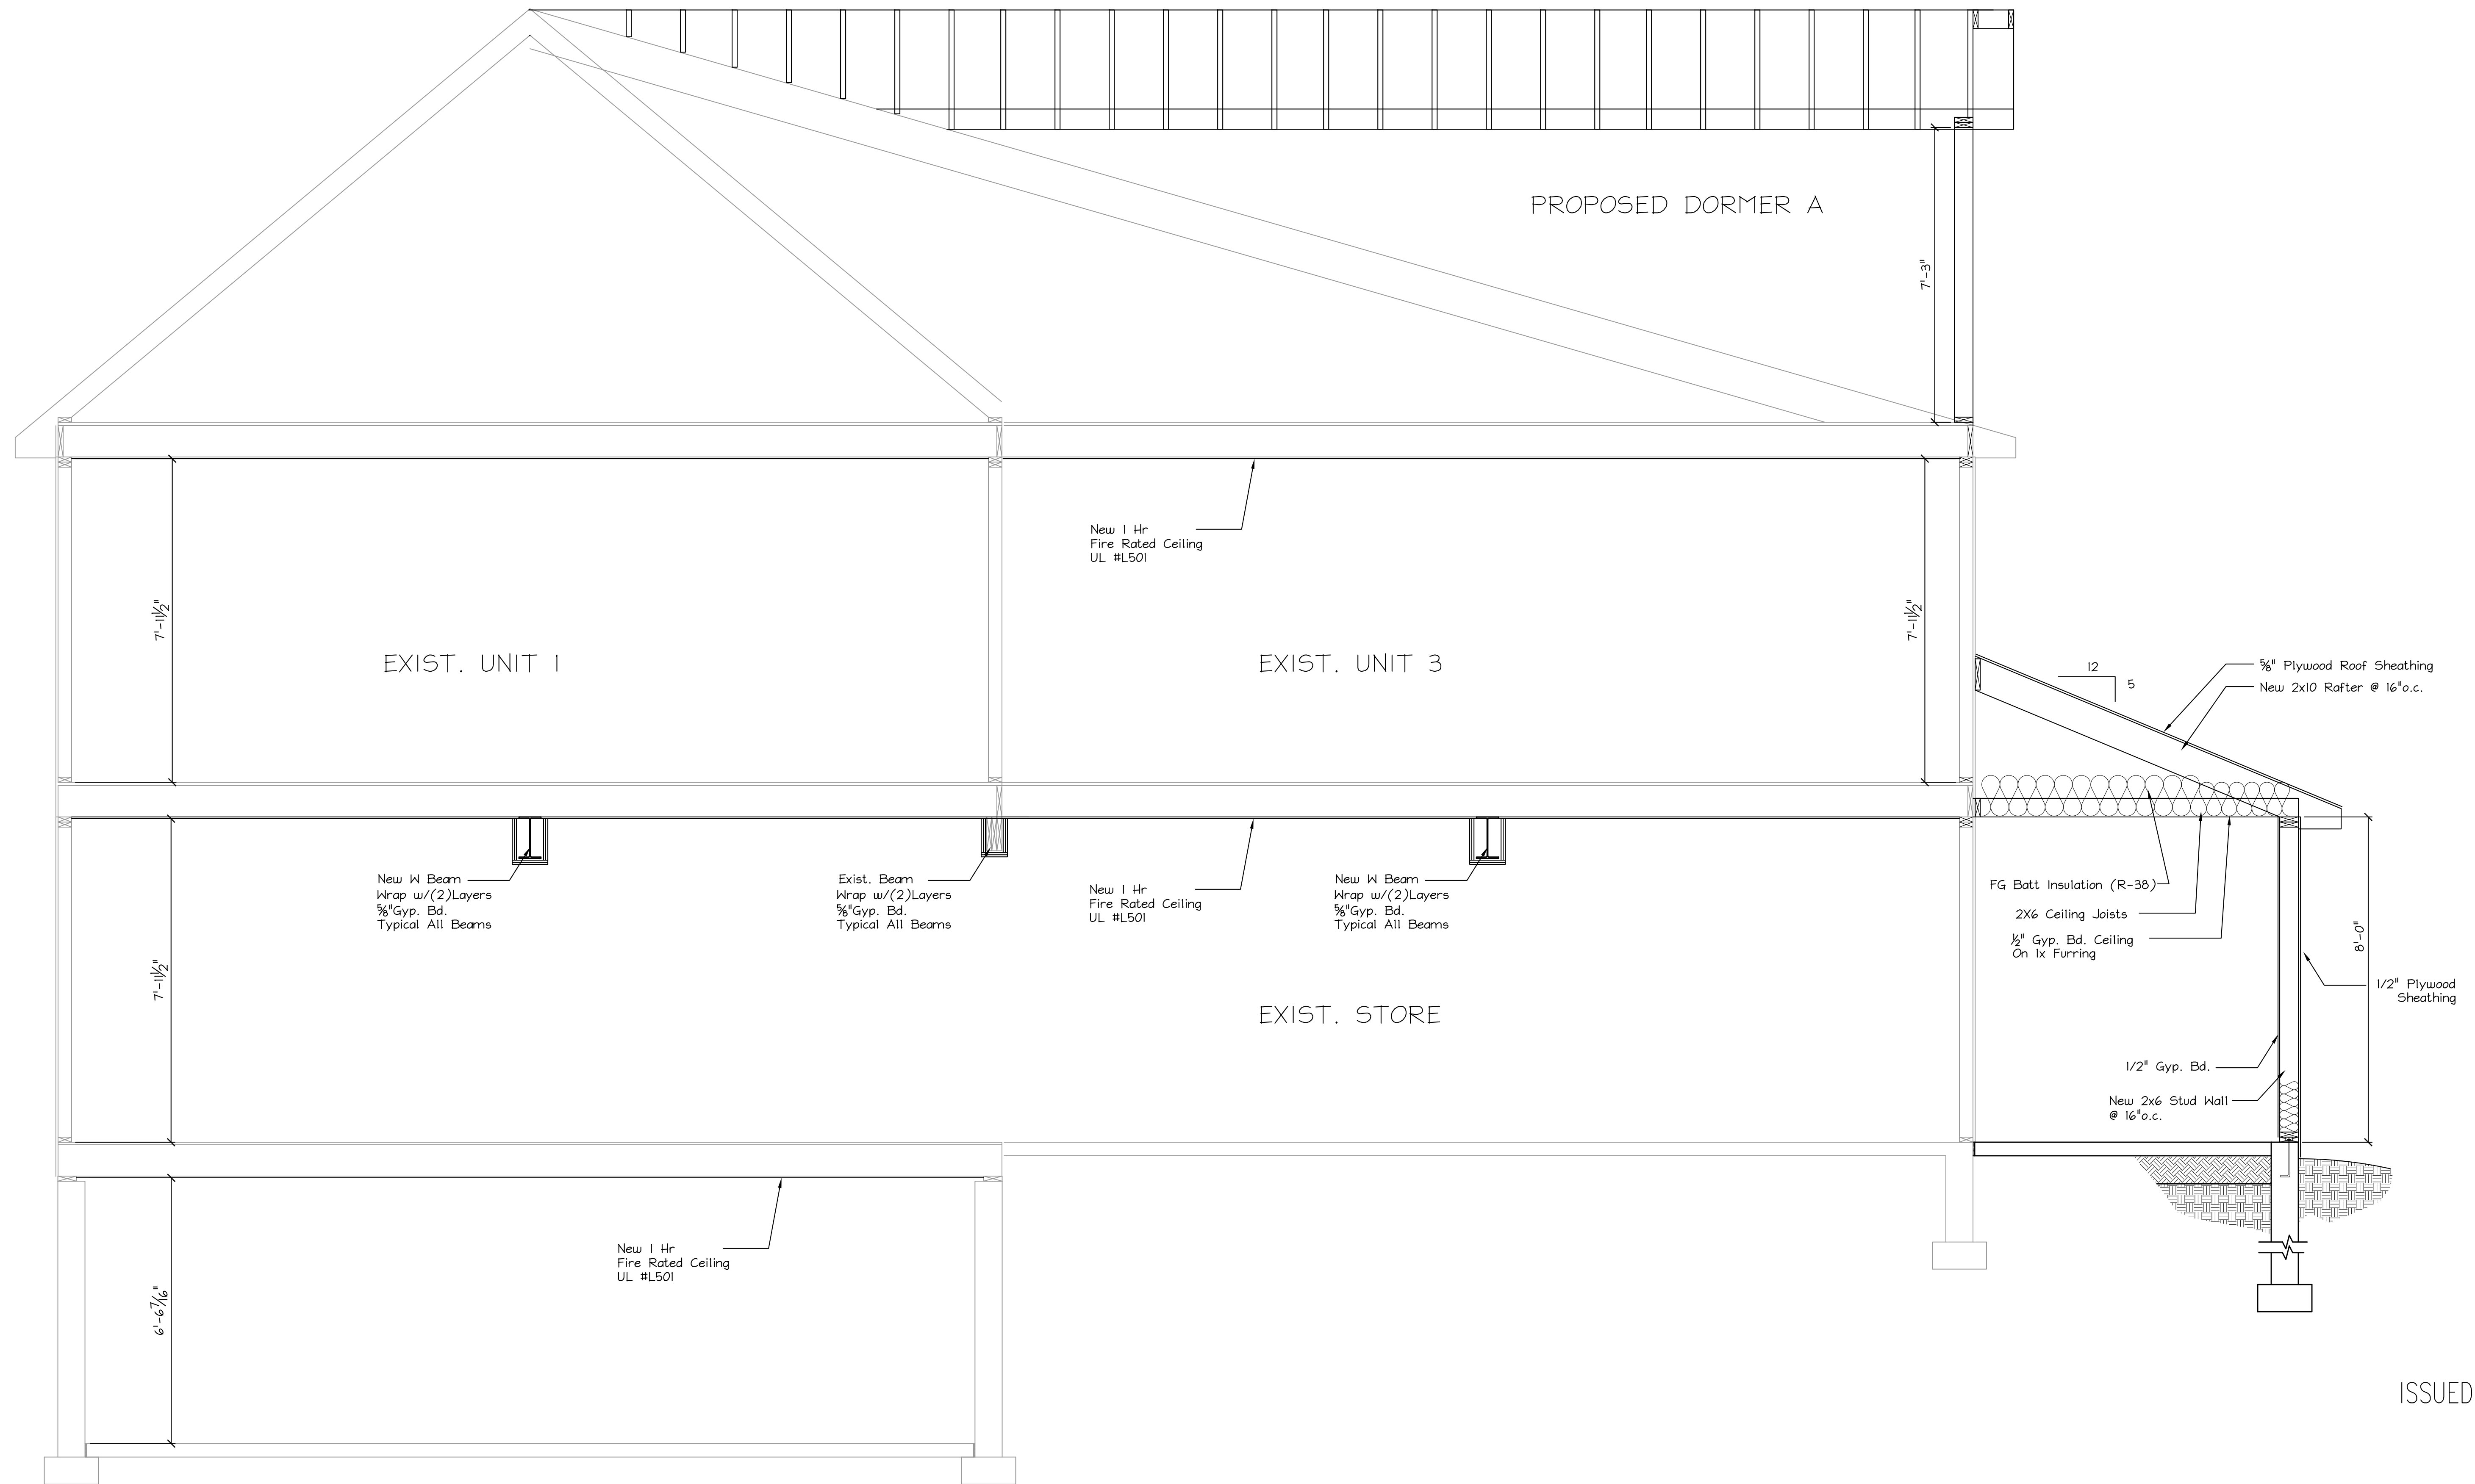 PROPOSED DORMER A
7'-3"
New 1 Hr
Fire Rated Ceiling
UL #L501
7'-11½"
7'-11½"
EXIST. UNIT 1
EXIST. UNIT 3
12
5
⅝" Plywood Roof Sheathing
New 2x10 Rafter @ 16"o.c.
New W Beam
Wrap w/(2)Layers
⅝"Gyp. Bd.
Typical All Beams
Exist. Beam
Wrap w/(2)Layers
⅝"Gyp. Bd.
Typical All Beams
New 1 Hr
Fire Rated Ceiling
UL #L501
New W Beam
Wrap w/(2)Layers
⅝"Gyp. Bd.
Typical All Beams
FG Batt Insulation (R-38)
2X6 Ceiling Joists
½" Gyp. Bd. Ceiling
On 1x Furring
8'-0"
7'-11½"
1/2" Plywood
Sheathing
EXIST. STORE
1/2" Gyp. Bd.
New 2x6 Stud Wall
@ 16"o.c.
New 1 Hr
Fire Rated Ceiling
UL #L501
6'-6 7/16"
ISSUED